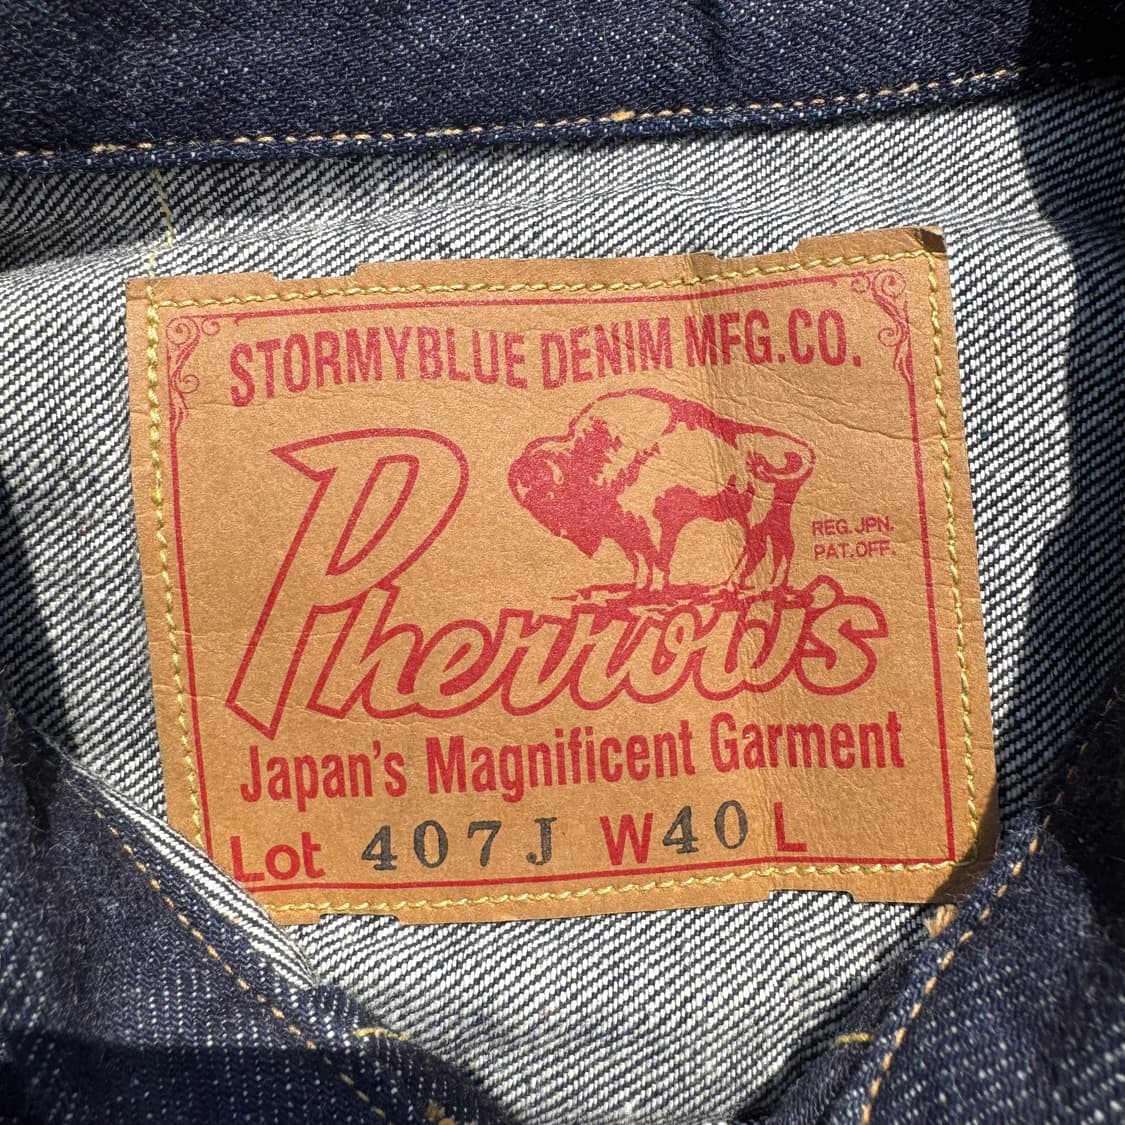 STORMYBLUE DENIM MFG.CO.
REG.JPN.
PAT.OFF.
Pherrow's
Japan's Magnificent Garment
Lot 407J W40 L